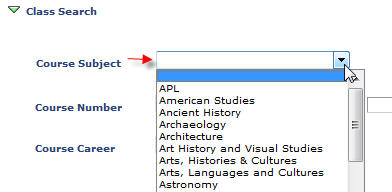 Class Search
Course Subject
APL
American Studies
Ancient History
Course Number
Archaeology
Architecture
Course Career
Art History and Visual Studies
Arts, Histories & Cultures
Arts, Languages and Cultures
Astronomy